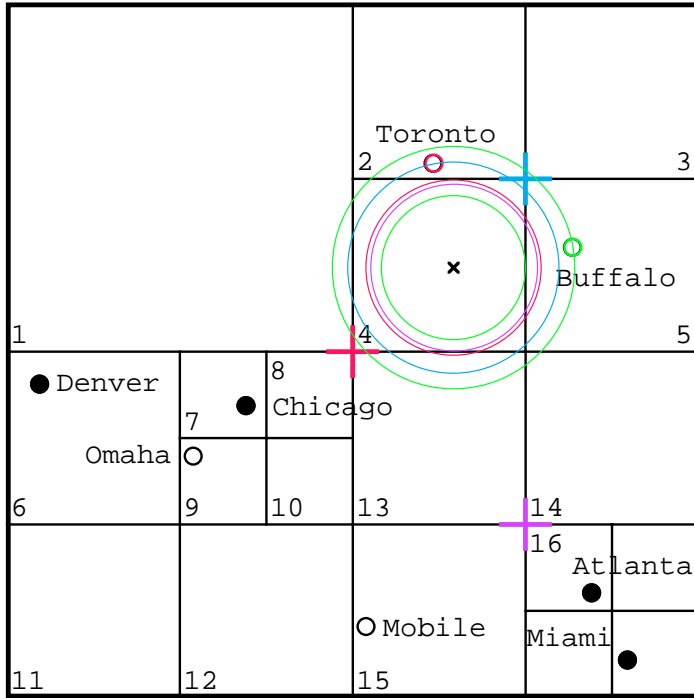 Toronto
2 3
Buffalo
1 4 5
8
Denver
Chicago
7
Omaha
6 9 10 13 14
16
Atlanta
Mobile Miami
11 12 15